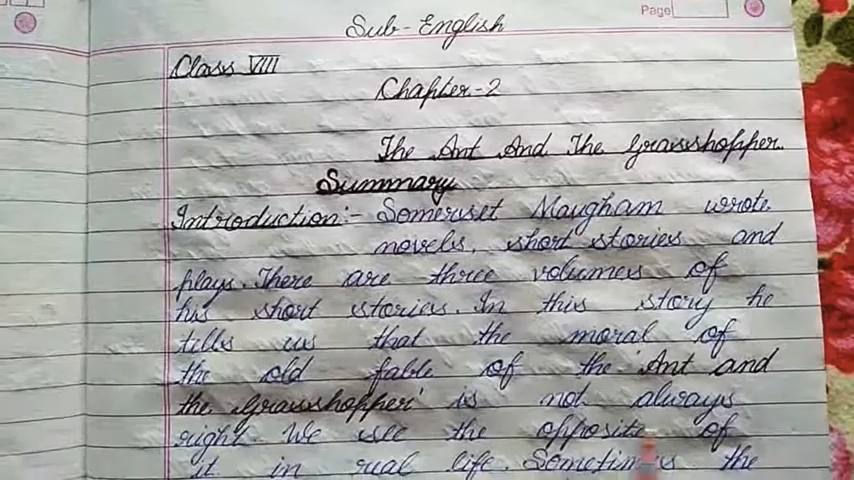 Page
Sub - English
Class VIII
Chapter - 2
The Ant And The Grasshopper.
Summary
Introduction:- Somerset Maugham wrote
novels, short stories and
plays. There are three volumes of
his short stories. In this story he
tells us that the moral of
the old fable of the 'Ant and
the Grasshopper' is not always
right. We see the opposite of
it in real life. Sometimes the